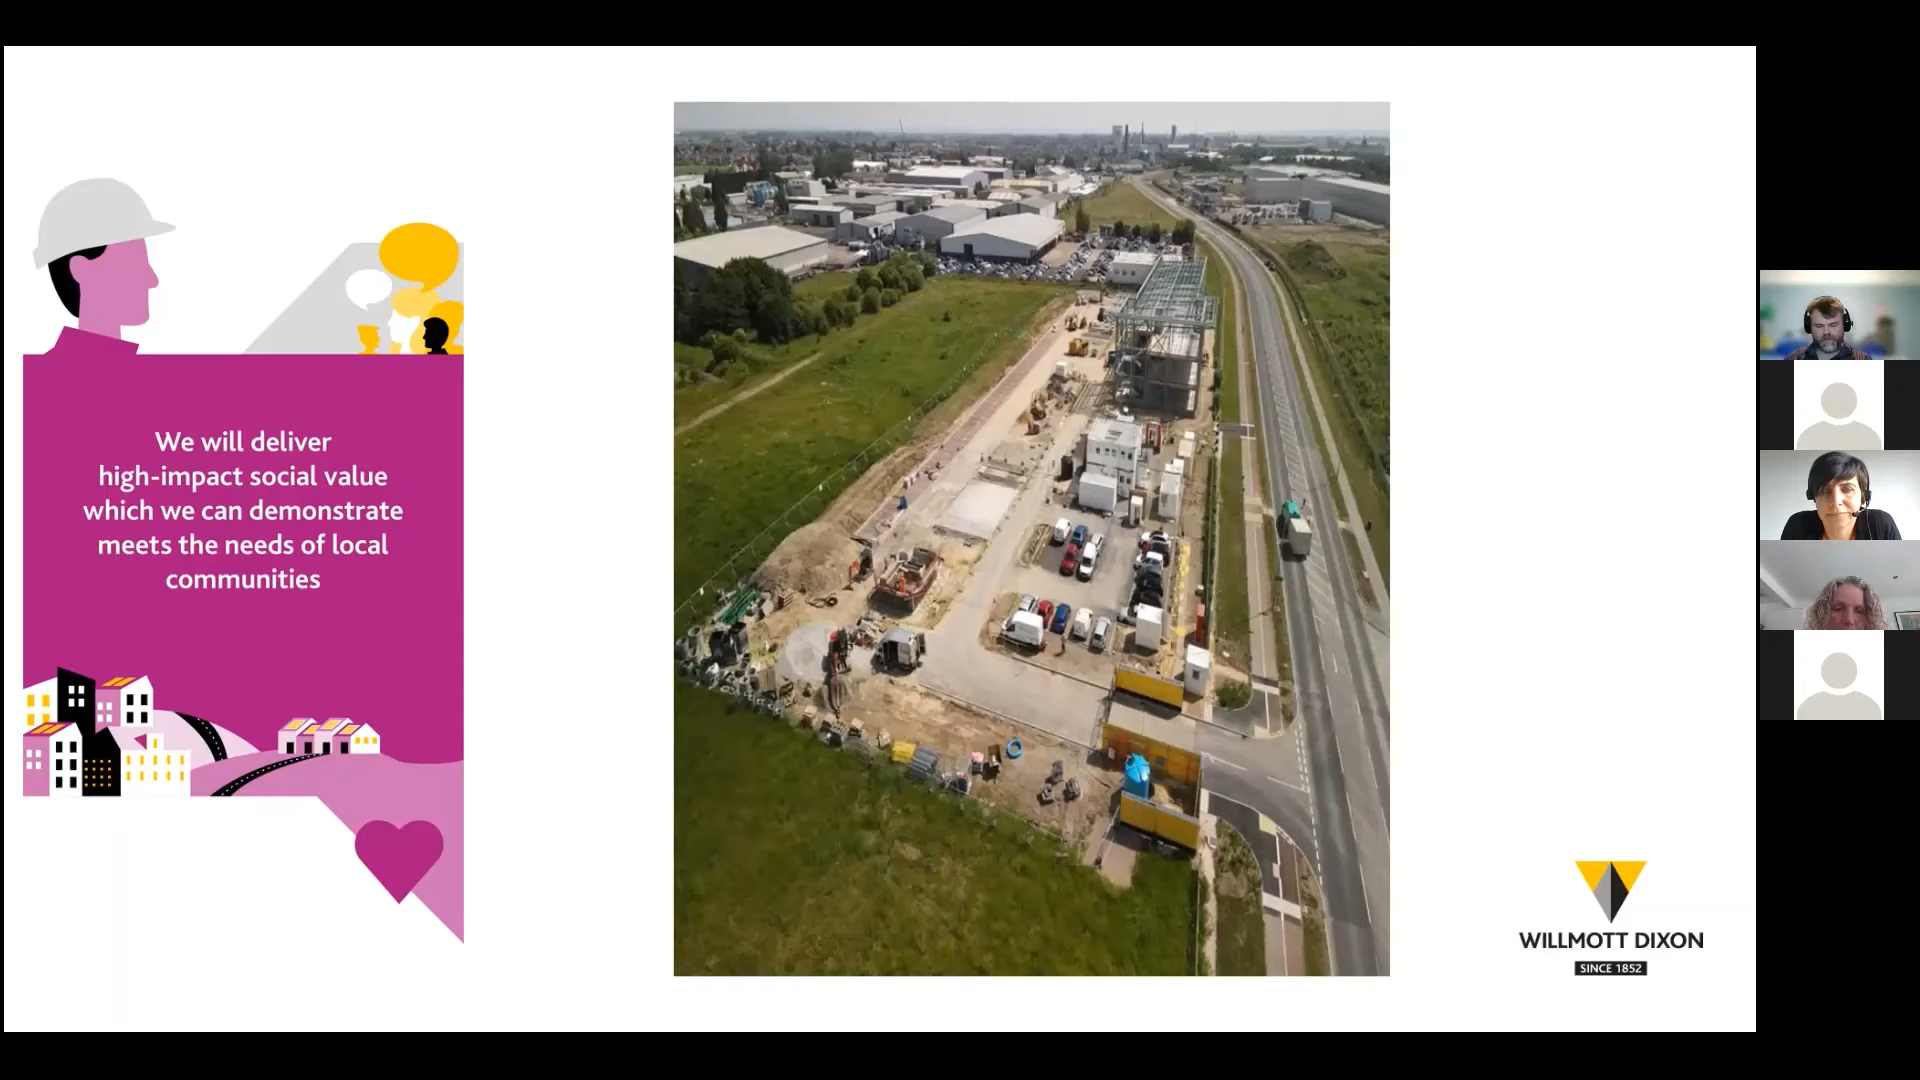 We will deliver
high-impact social value
which we can demonstrate
meets the needs of local
communities
WILLMOTT DIXON
SINCE 1852